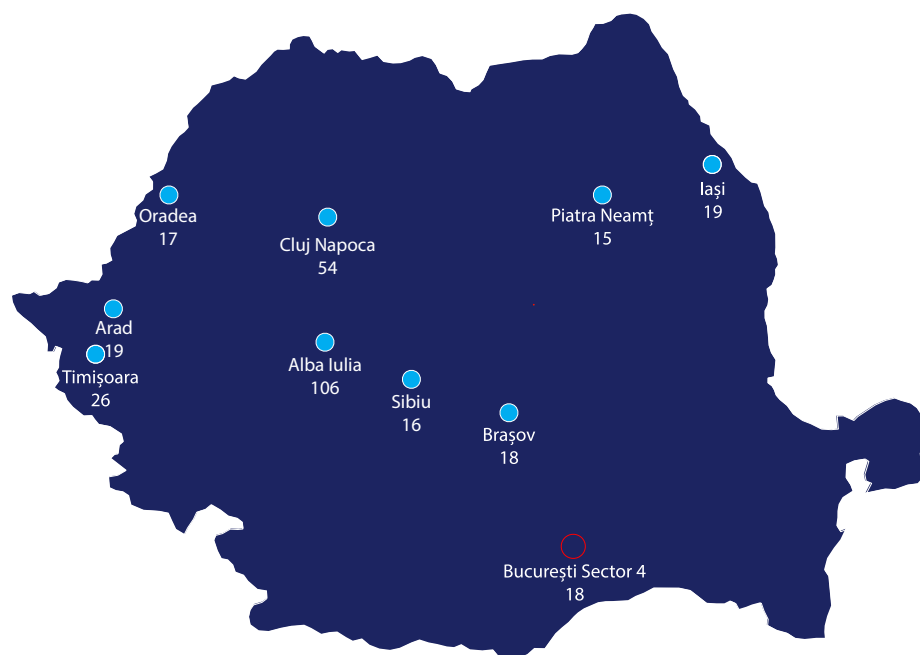 Iași
19
Oradea
17
Piatra Neamț
15
Cluj Napoca
54
Arad
19
Timișoara
26
Alba Iulia
106
Sibiu
16
Brașov
18
București Sector 4
18